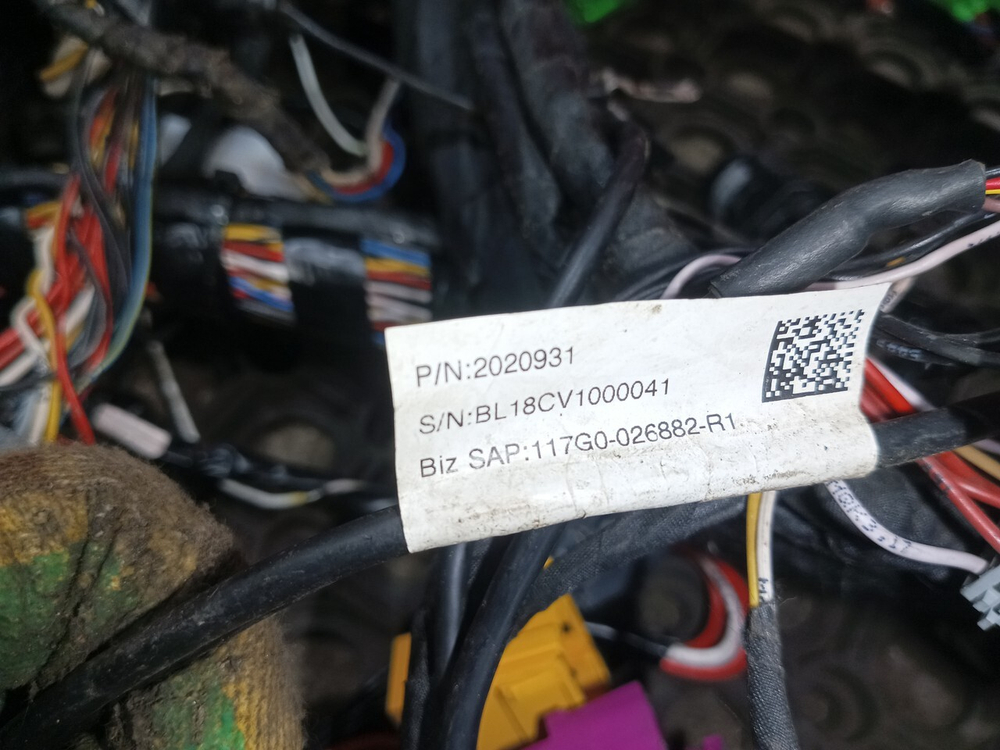 P/N:2020931
S/N:BL18CV1000041
Biz SAP:117G0-026882-R1